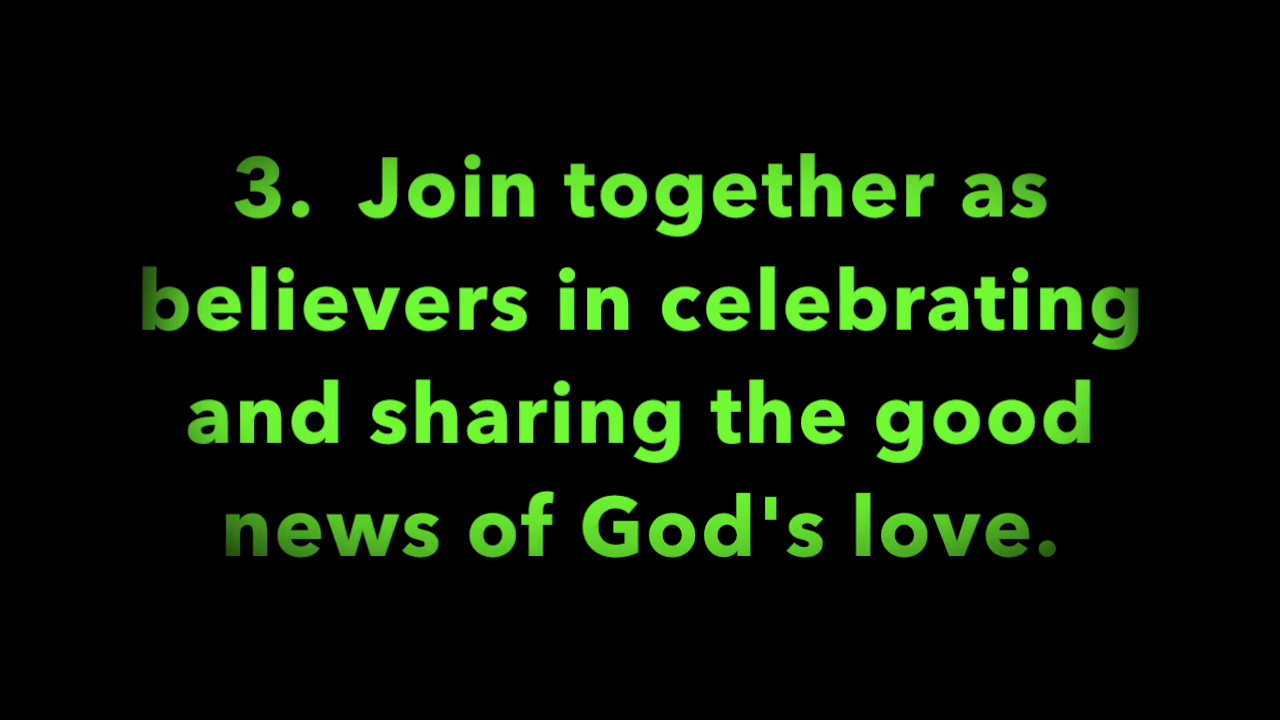 3.  Join together as
believers in celebrating
and sharing the good
news of God's love.